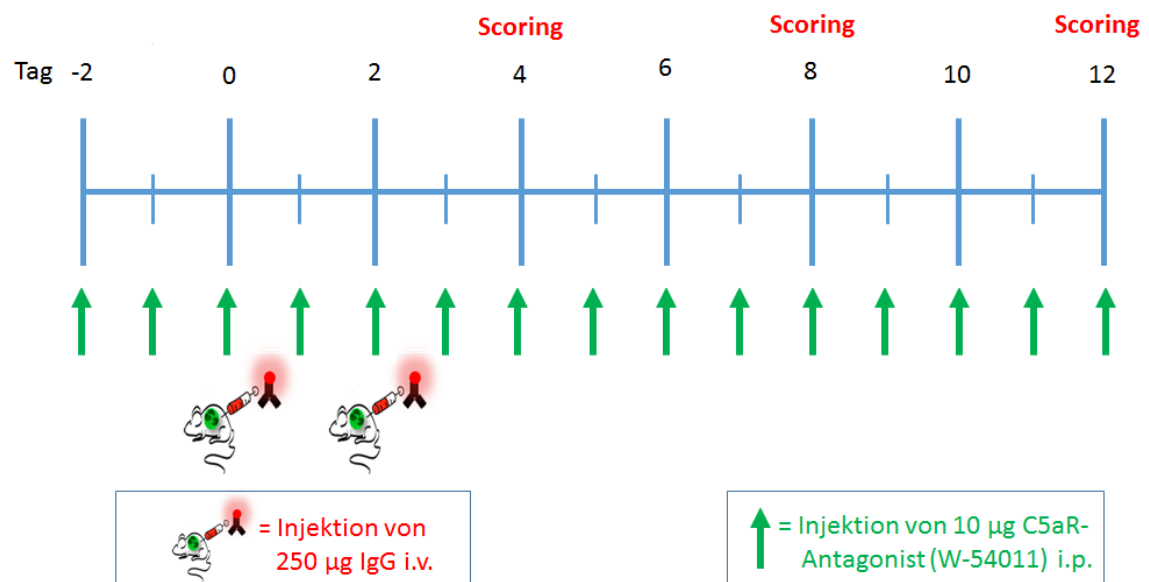 Scoring Scoring Scoring
Tag -2 0 2 4 6 8 10 12
= Injektion von
250 µg IgG i.v.
= Injektion von 10 µg C5aR-
Antagonist (W-54011) i.p.